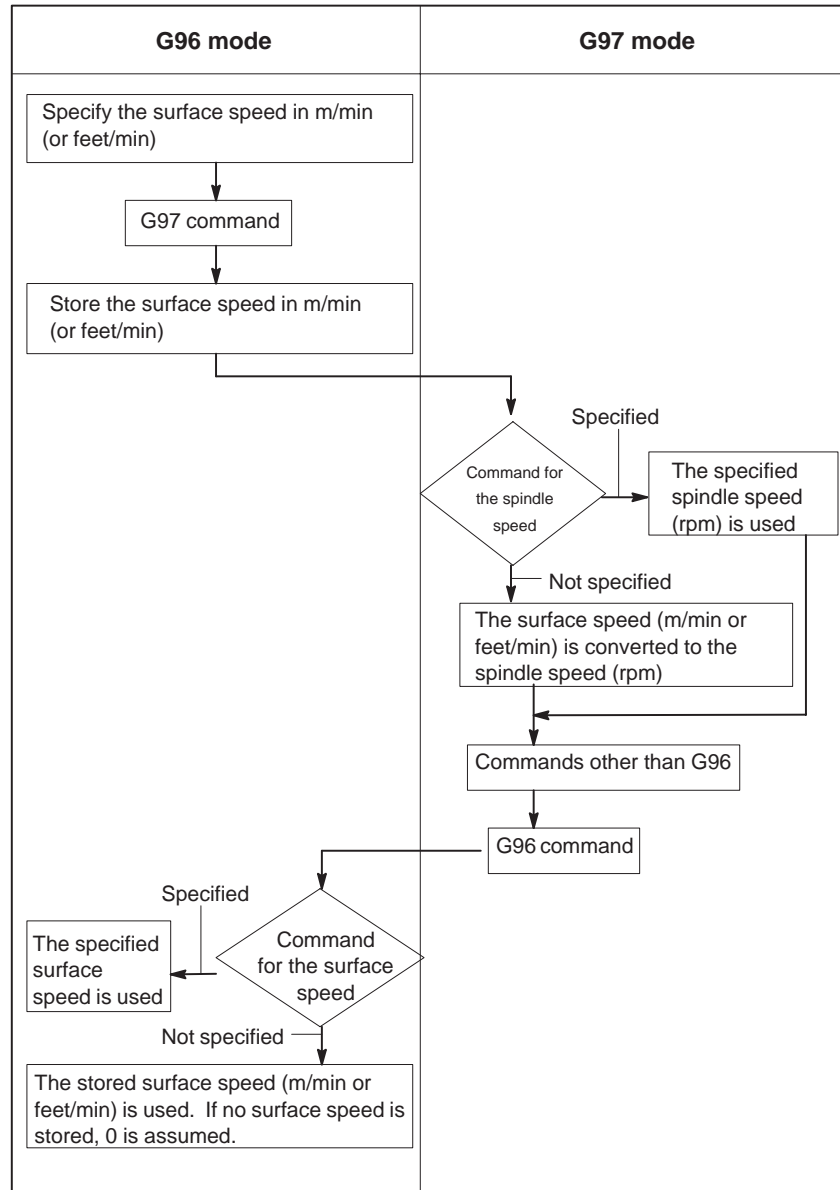 G96 mode
G97 mode
Specify the surface speed in m/min
(or feet/min)
G97 command
Store the surface speed in m/min
(or feet/min)
Specified
Command for
the spindle
speed
The specified
spindle speed
(rpm) is used
Not specified
The surface speed (m/min or
feet/min) is converted to the
spindle speed (rpm)
Commands other than G96
G96 command
Specified
Command
for the surface
speed
The specified
surface
speed is used
Not specified
The stored surface speed (m/min or
feet/min) is used. If no surface speed is
stored, 0 is assumed.